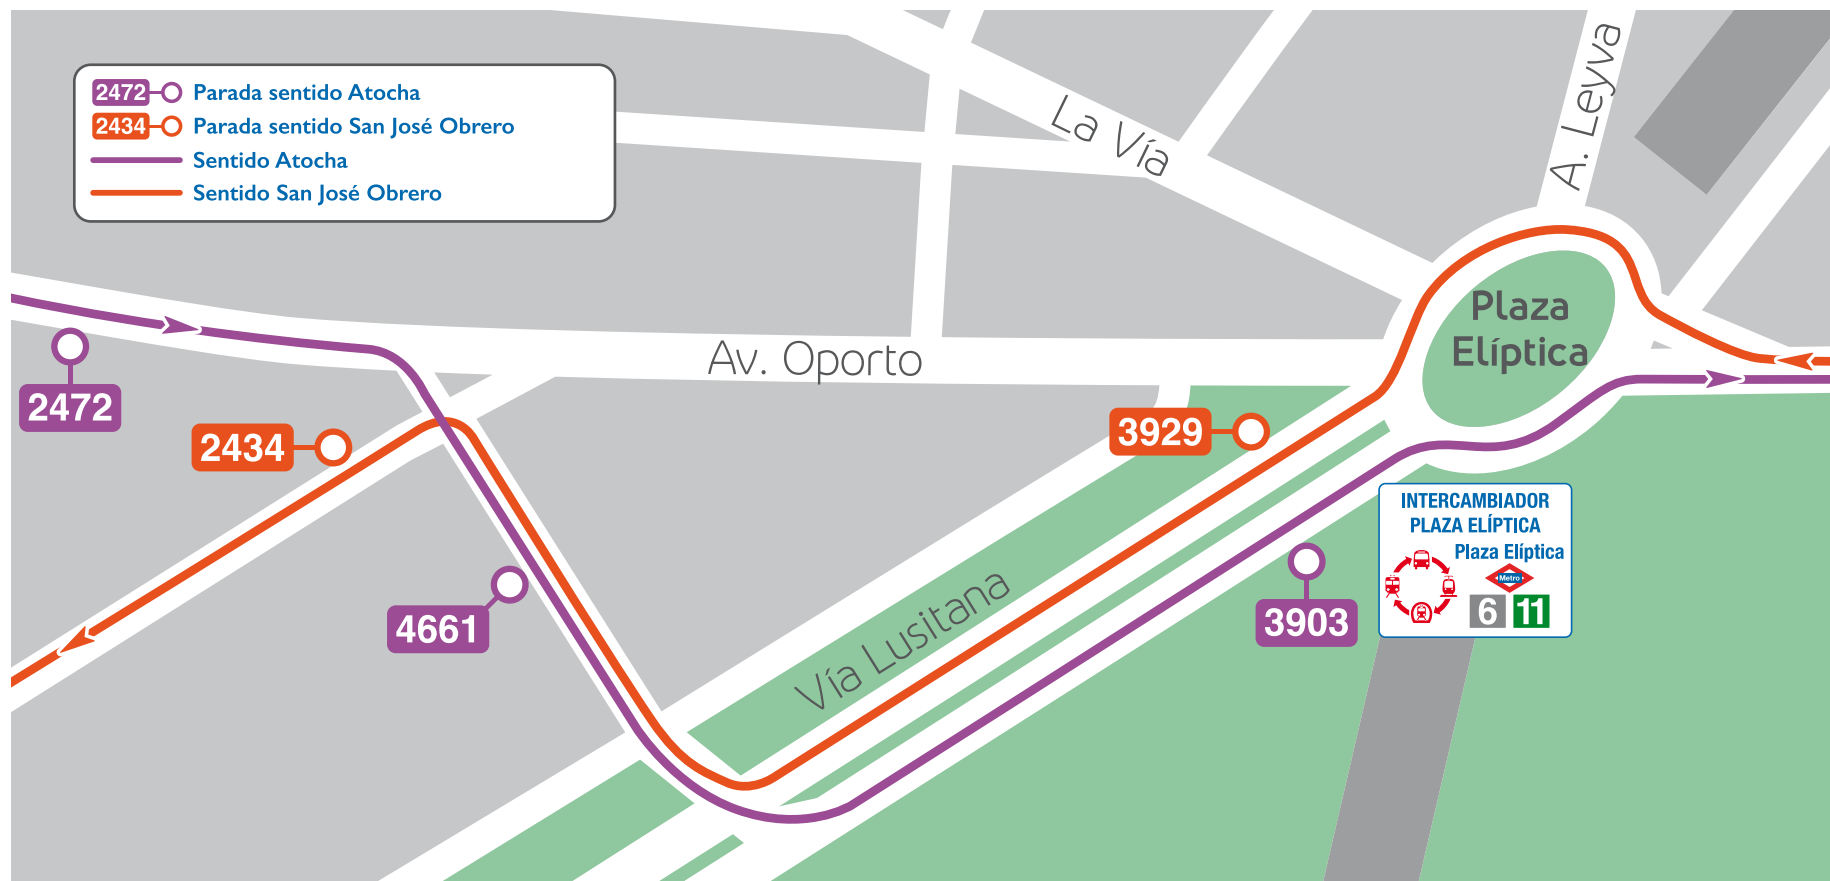 2472 Parada sentido Atocha
2434 Parada sentido San José Obrero
Sentido Atocha
Sentido San José Obrero
La Vía
A. Leyva
Plaza
Elíptica
Av. Oporto
2472
2434
3929
4661
Vía Lusitana
3903
INTERCAMBIADOR
PLAZA ELÍPTICA
Plaza Elíptica
Metro
6 11